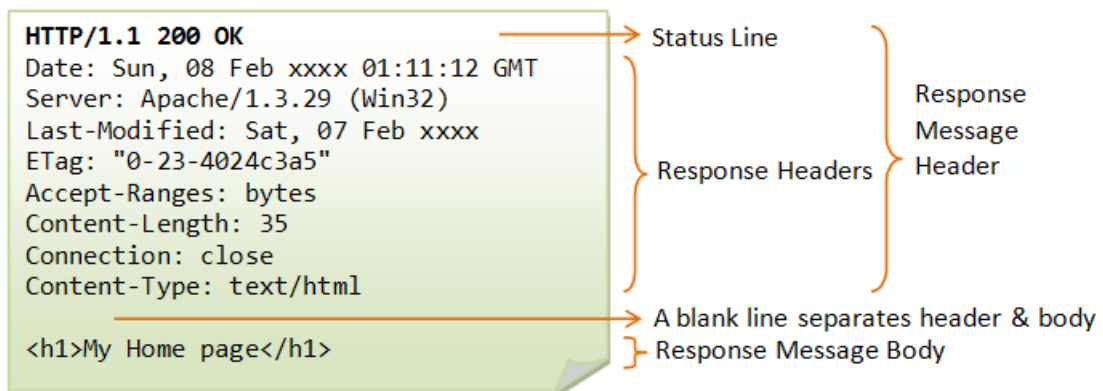 HTTP/1.1 200 OK
Date: Sun, 08 Feb xxxx 01:11:12 GMT
Server: Apache/1.3.29 (Win32)
Last-Modified: Sat, 07 Feb xxxx
ETag: "0-23-4024c3a5"
Accept-Ranges: bytes
Content-Length: 35
Connection: close
Content-Type: text/html

<h1>My Home page</h1>
Status Line
Response Headers
Response
Message
Header
A blank line separates header & body
Response Message Body